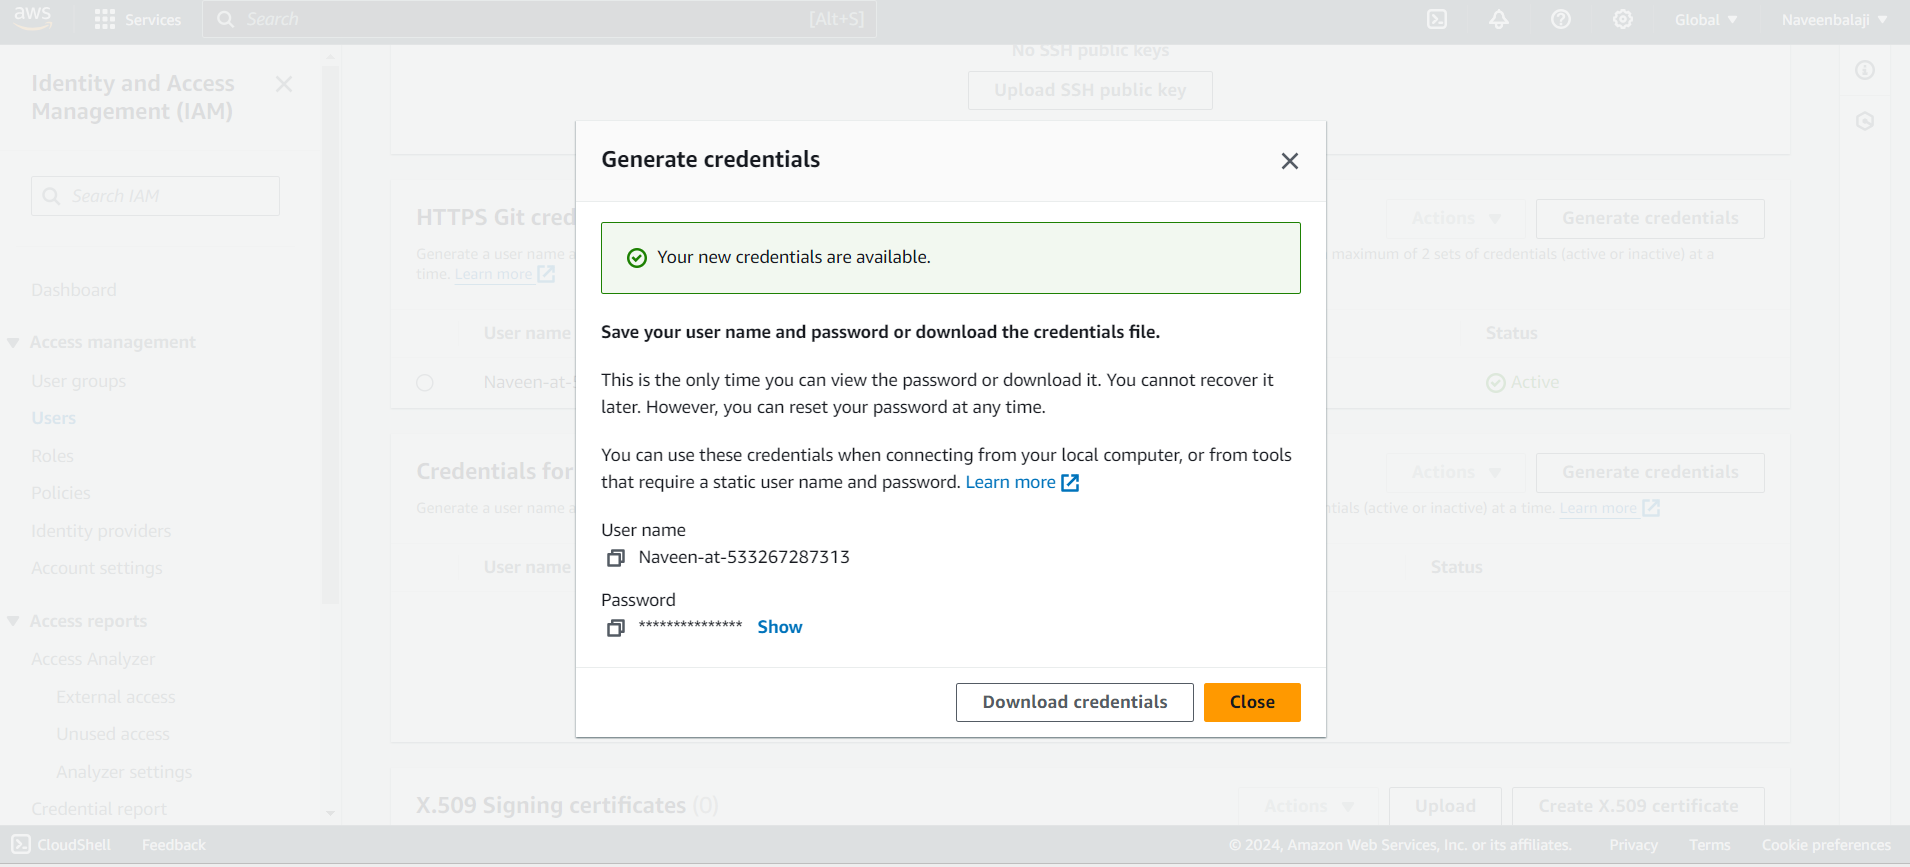 aws
Services
Search
[Alt+S]
Global
Naveenbalaji
Identity and Access
Management (IAM)
Search IAM
Dashboard
Access management
User groups
Users
Roles
Policies
Identity providers
Account settings
Access reports
Access Analyzer
External access
Unused access
Analyzer settings
Credential report
No SSH public keys
Upload SSH public key
HTTPS Git cred
Actions
Generate credentials
Generate a user name a
maximum of 2 sets of credentials (active or inactive) at a
time. Learn more
User name
Status
Naveen-at-5
Active
Credentials for
Actions
Generate credentials
Generate a user name a
ntials (active or inactive) at a time. Learn more
User name
Status
X.509 Signing certificates (0)
Actions
Upload
Create X.509 certificate
Generate credentials
Your new credentials are available.
Save your user name and password or download the credentials file.
This is the only time you can view the password or download it. You cannot recover it
later. However, you can reset your password at any time.
You can use these credentials when connecting from your local computer, or from tools
that require a static user name and password. Learn more
User name
Naveen-at-533267287313
Password
*************** Show
Download credentials
Close
CloudShell
Feedback
© 2024, Amazon Web Services, Inc. or its affiliates.
Privacy
Terms
Cookie preferences